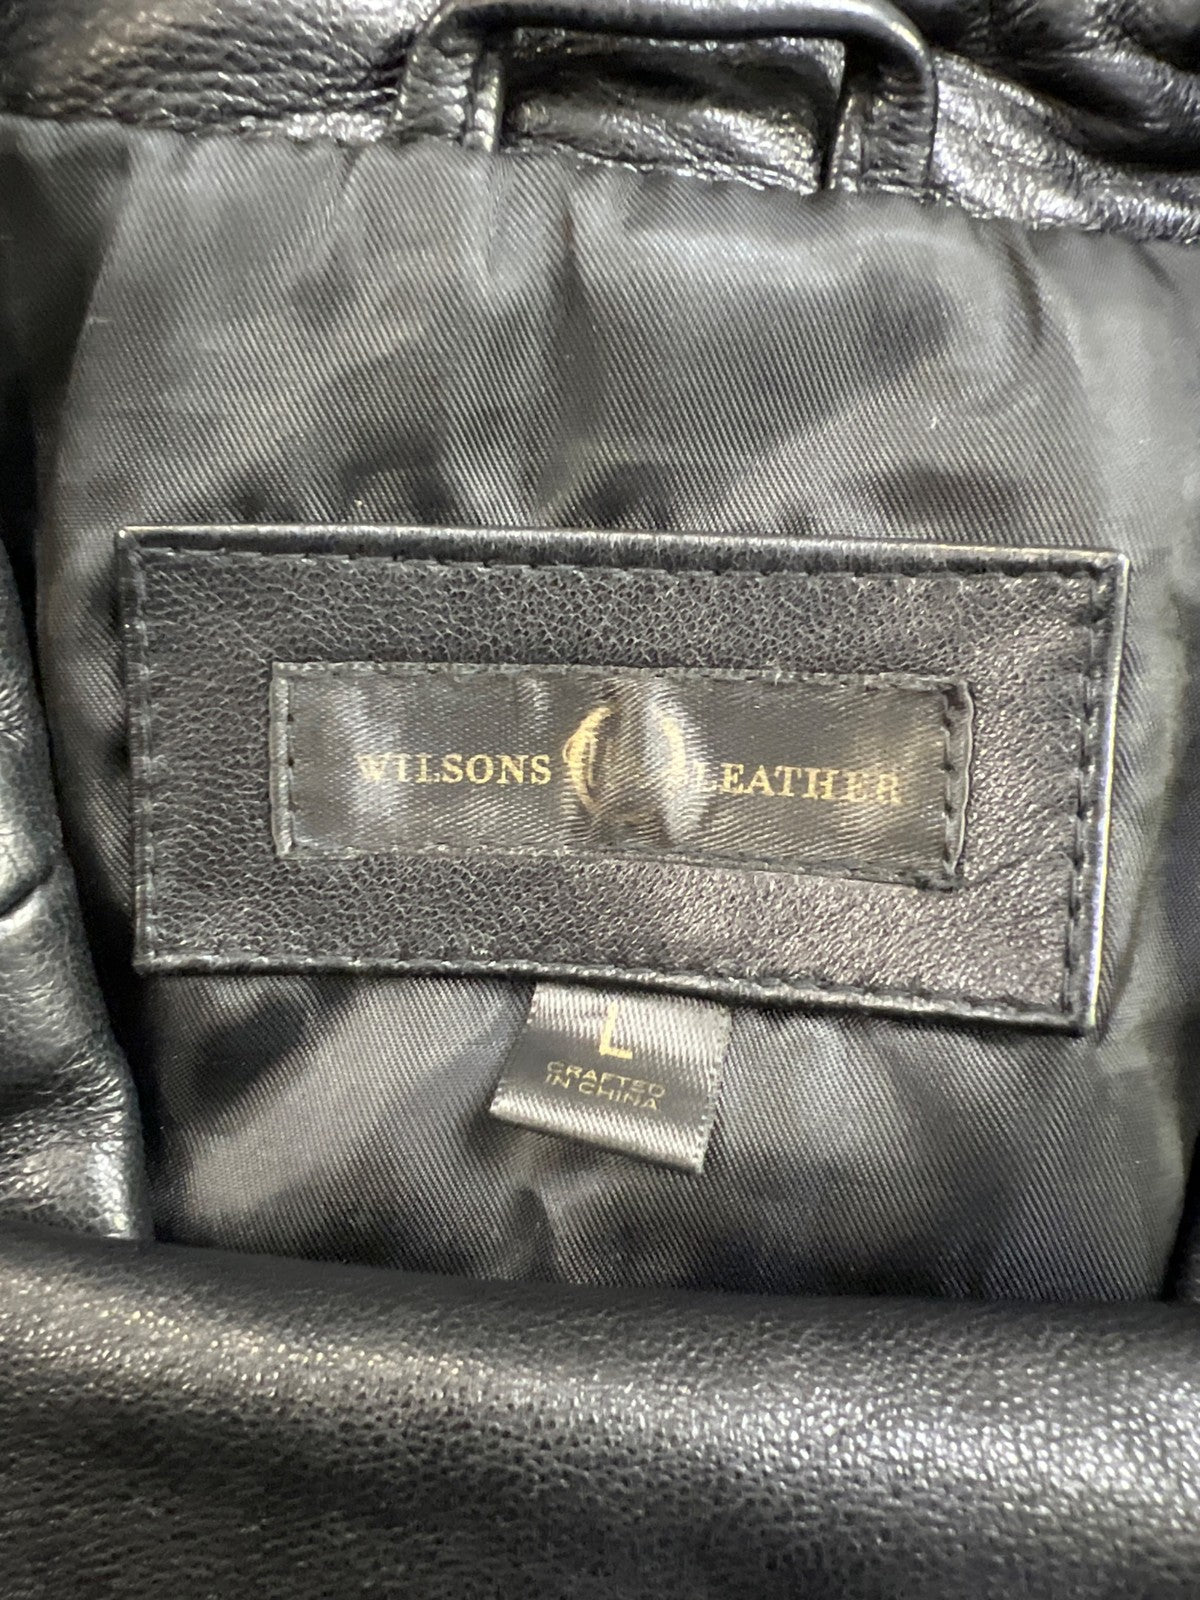 WILSONS LEATHER
L
CRAFTED
IN CHINA